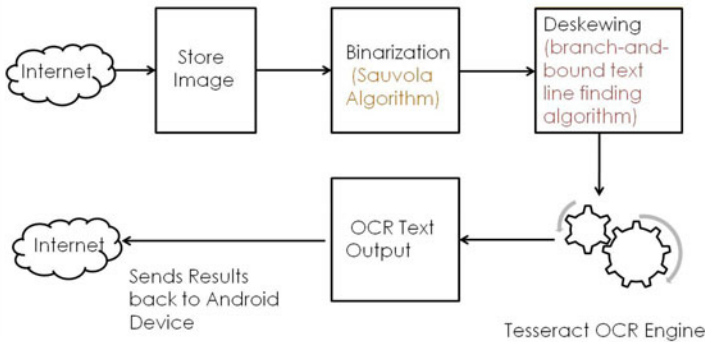 Internet
Store
Image
Binarization
(Sauvola
Algorithm)
Deskewing
(branch-and-
bound text
line finding
algorithm)
Internet
Sends Results
back to Android
Device
OCR Text
Output
Tesseract OCR Engine